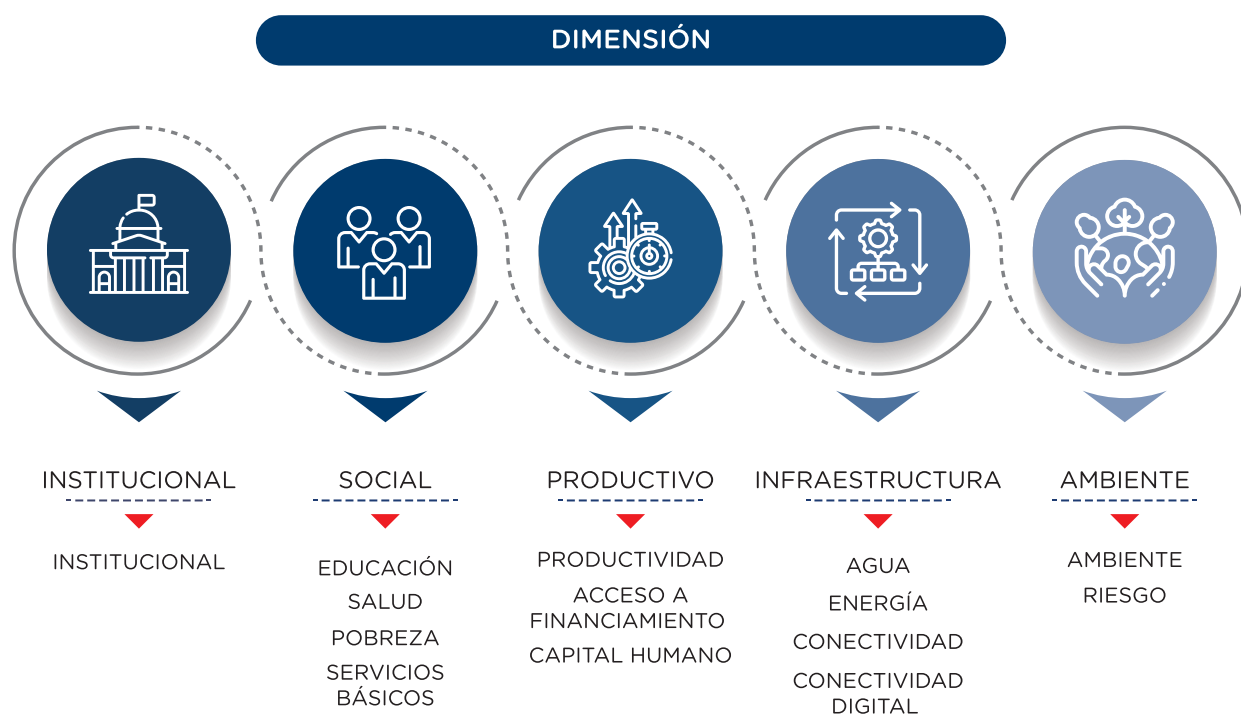 DIMENSIÓN
INSTITUCIONAL
INSTITUCIONAL
SOCIAL
EDUCACIÓN
SALUD
POBREZA
SERVICIOS
BÁSICOS
PRODUCTIVO
PRODUCTIVIDAD
ACCESO A
FINANCIAMIENTO
CAPITAL HUMANO
INFRAESTRUCTURA
AGUA
ENERGÍA
CONECTIVIDAD
CONECTIVIDAD
DIGITAL
AMBIENTE
AMBIENTE
RIESGO